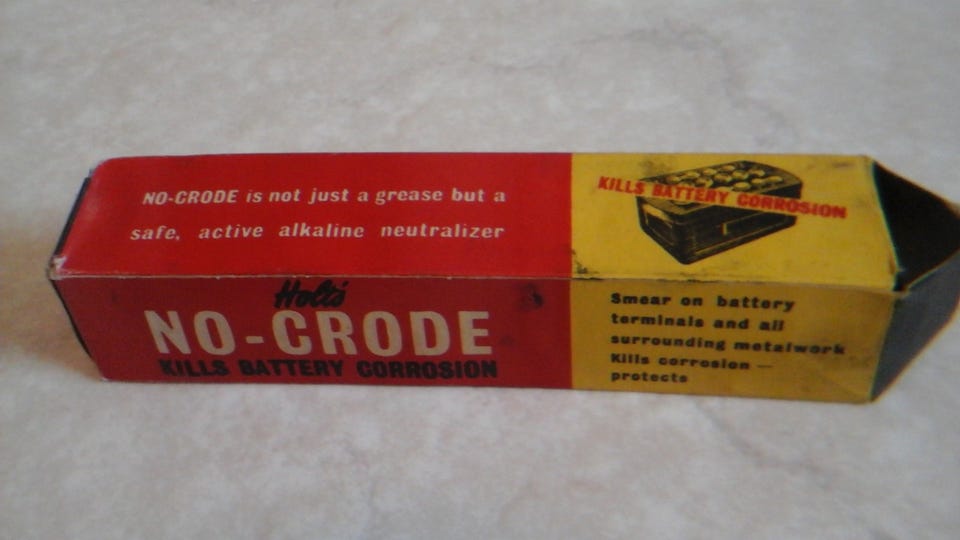 NO-CRODE is not just a grease but a
safe, active alkaline neutralizer
KILLS BATTERY CORROSION
Holts
NO-CRODE
KILLS BATTERY CORROSION
Smear on battery
terminals and all
surrounding metalwork
Kills corrosion —
protects